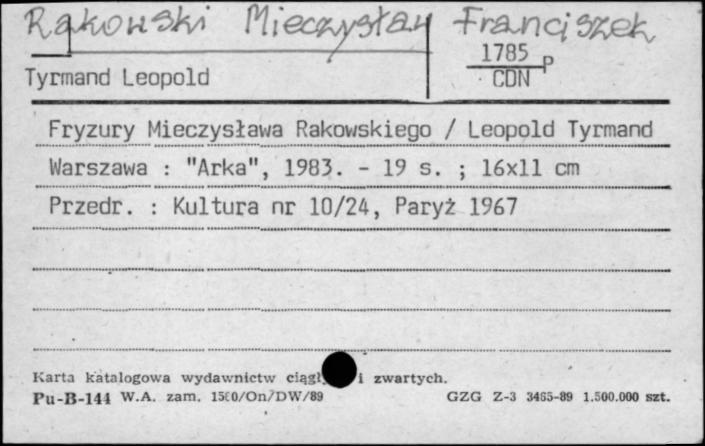 Rakowski Mieczysław Franciszek
1785 P
CDN
Tyrmand Leopold
Fryzury Mieczysława Rakowskiego / Leopold Tyrmand
Warszawa : "Arka", 1983. - 19 s. ; 16x11 cm
Przedr. : Kultura nr 10/24, Paryż 1967
Karta katalogowa wydawnictw i zwartych.
Pu-B-144 W.A. zam. /On/DW/89 GZG Z-3 3465-89 1.500.000 szt.